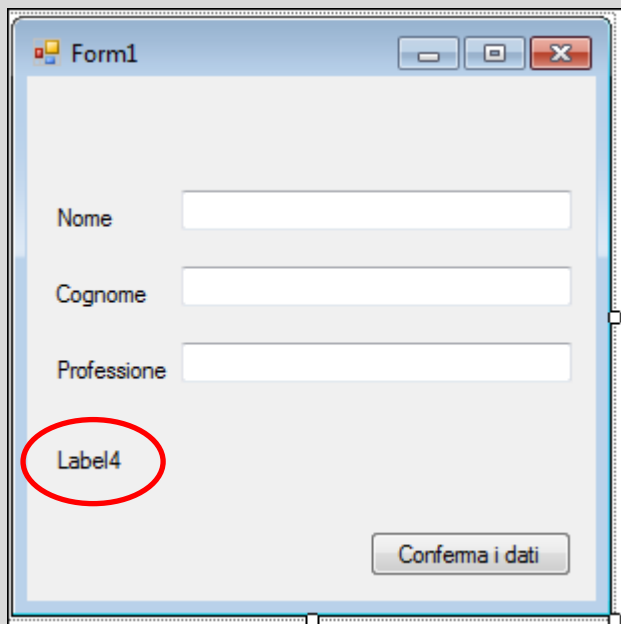 Form1
Nome
Cognome
Professione
Label4
Conferma i dati